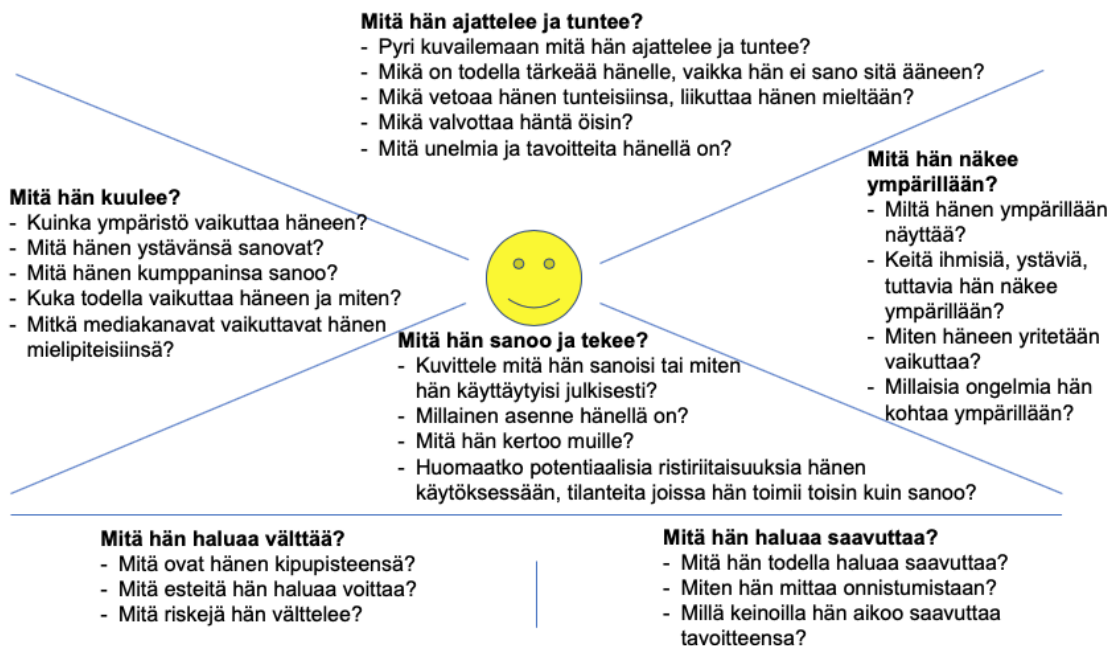 Mitä hän ajattelee ja tuntee?
- Pyri kuvailemaan mitä hän ajattelee ja tuntee?
- Mikä on todella tärkeää hänelle, vaikka hän ei sano sitä ääneen?
- Mikä vetoaa hänen tunteisiinsa, liikuttaa hänen mieltään?
- Mikä valvottaa häntä öisin?
- Mitä unelmia ja tavoitteita hänellä on?
Mitä hän kuulee?
- Kuinka ympäristö vaikuttaa häneen?
- Mitä hänen ystävänsä sanovat?
- Mitä hänen kumppaninsa sanoo?
- Kuka todella vaikuttaa häneen ja miten?
- Mitkä mediakanavat vaikuttavat hänen
mielipiteisiinsä?
Mitä hän näkee
ympärillään?
- Miltä hänen ympärillään
näyttää?
- Keitä ihmisiä, ystäviä,
tuttavia hän näkee
ympärillään?
- Miten häneen yritetään
vaikuttaa?
- Millaisia ongelmia hän
kohtaa ympärillään?
Mitä hän sanoo ja tekee?
- Kuvittele mitä hän sanoisi tai miten
hän käyttäytyisi julkisesti?
- Millainen asenne hänellä on?
- Mitä hän kertoo muille?
- Huomaatko potentiaalisia ristiriitaisuuksia hänen
käytöksessään, tilanteita joissa hän toimii toisin kuin sanoo?
Mitä hän haluaa välttää?
- Mitä ovat hänen kipupisteensä?
- Mitä esteitä hän haluaa voittaa?
- Mitä riskejä hän välttelee?
Mitä hän haluaa saavuttaa?
- Mitä hän todella haluaa saavuttaa?
- Miten hän mittaa onnistumistaan?
- Millä keinoilla hän aikoo saavuttaa
tavoitteensa?